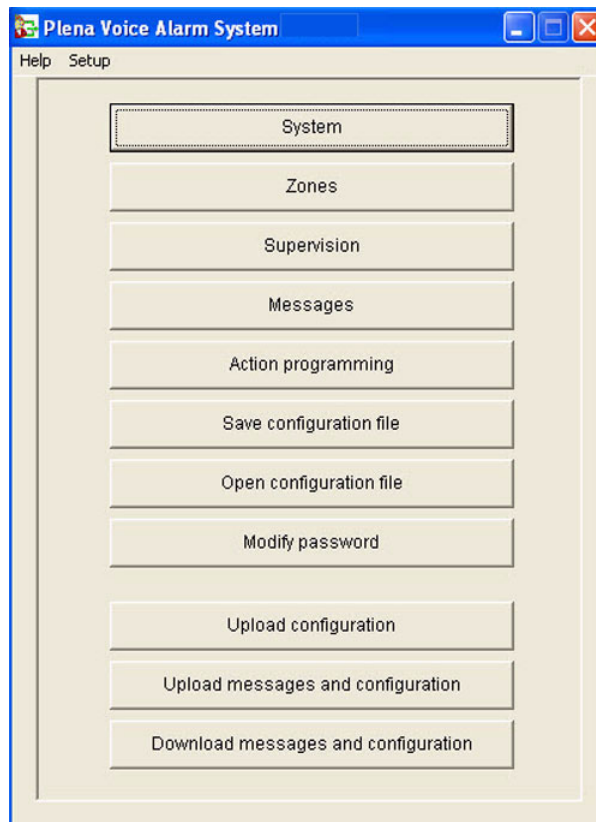 Plena Voice Alarm System
Help Setup
System
Zones
Supervision
Messages
Action programming
Save configuration file
Open configuration file
Modify password
Upload configuration
Upload messages and configuration
Download messages and configuration